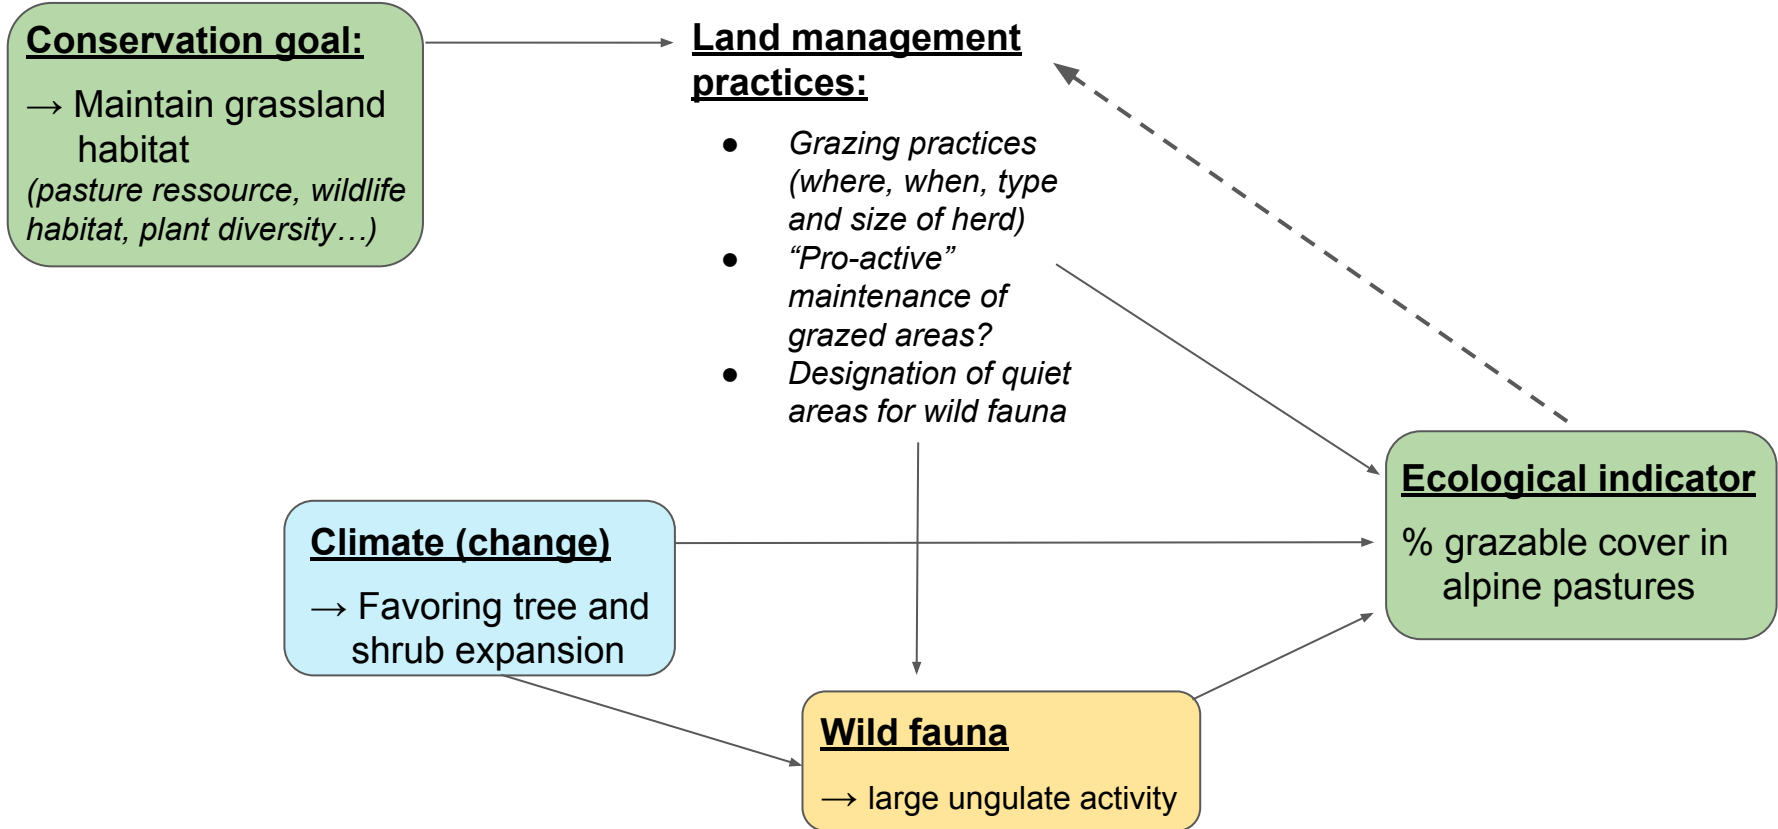 Conservation goal:
→ Maintain grassland
habitat
(pasture ressource, wildlife
habitat, plant diversity…)
Land management
practices:
● Grazing practices
(where, when, type
and size of herd)
● “Pro-active”
maintenance of
grazed areas?
● Designation of quiet
areas for wild fauna
Climate (change)
→ Favoring tree and
shrub expansion
Ecological indicator
% grazable cover in
alpine pastures
Wild fauna
→ large ungulate activity